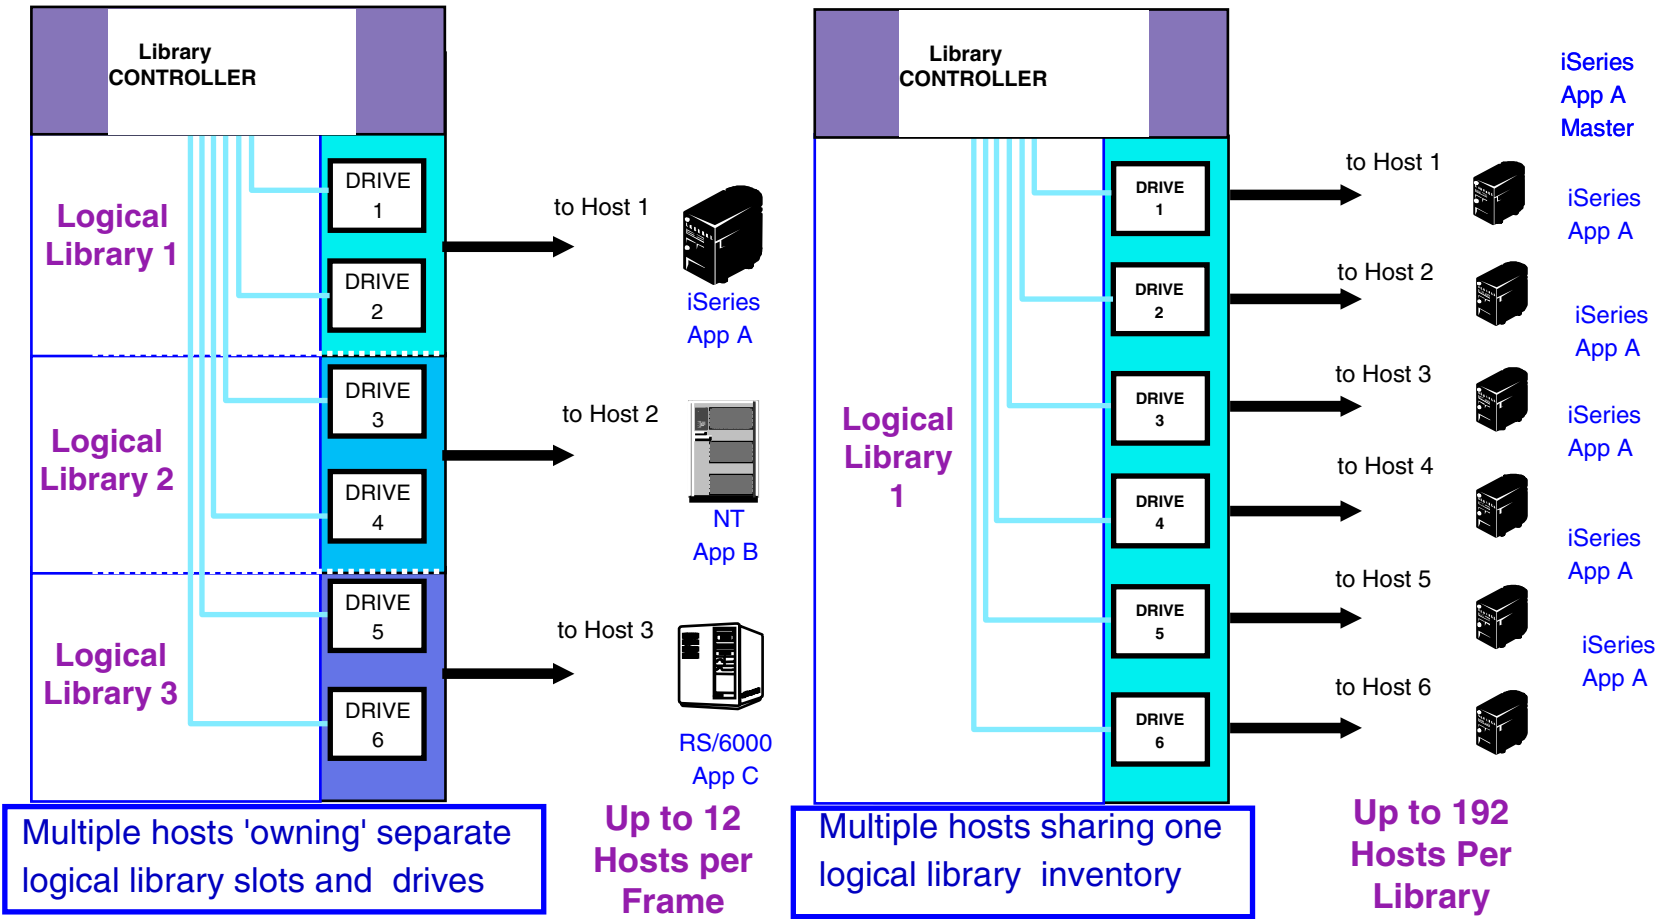 Library
CONTROLLER
Logical
Library 1
DRIVE
1
DRIVE
2
to Host 1
iSeries
App A
Logical
Library 2
DRIVE
3
DRIVE
4
to Host 2
NT
App B
Logical
Library 3
DRIVE
5
DRIVE
6
to Host 3
RS/6000
App C
Multiple hosts 'owning' separate
logical library slots and drives
Up to 12
Hosts per
Frame
Library
CONTROLLER
Logical
Library
1
DRIVE
1
DRIVE
2
DRIVE
3
DRIVE
4
DRIVE
5
DRIVE
6
to Host 1
to Host 2
to Host 3
to Host 4
to Host 5
to Host 6
iSeries
App A
Master
iSeries
App A
iSeries
App A
iSeries
App A
iSeries
App A
iSeries
App A
Multiple hosts sharing one
logical library inventory
Up to 192
Hosts Per
Library